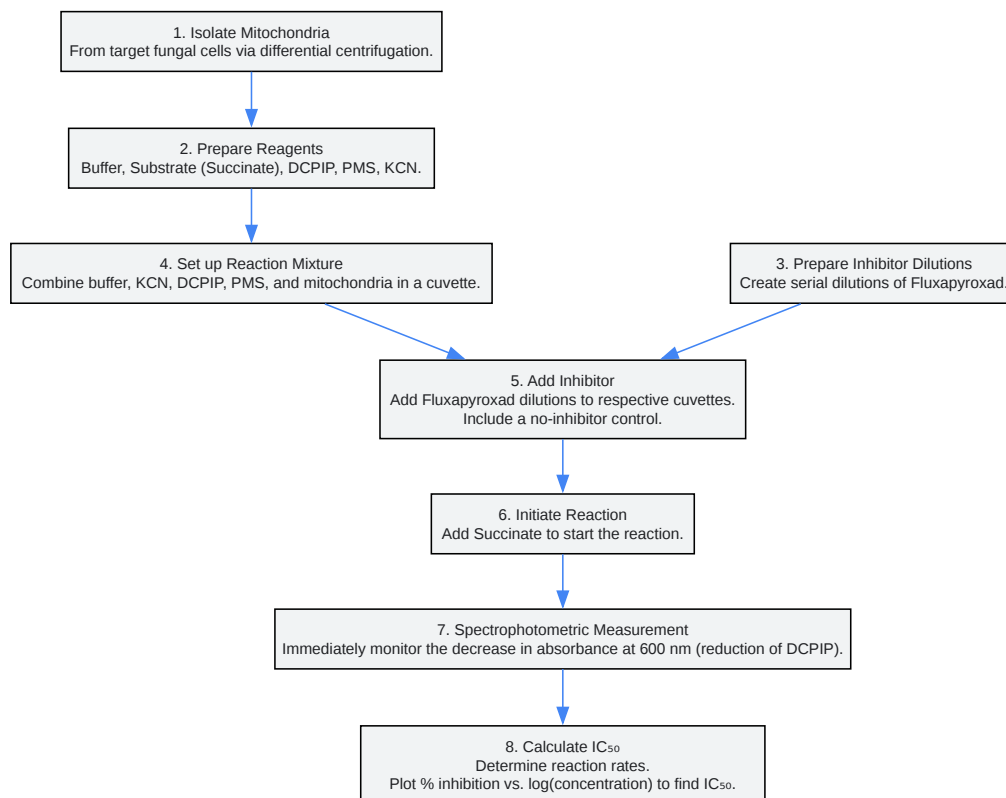 1. Isolate Mitochondria
From target fungal cells via differential centrifugation.
2. Prepare Reagents
Buffer, Substrate (Succinate), DCPIP, PMS, KCN.
4. Set up Reaction Mixture
Combine buffer, KCN, DCPIP, PMS, and mitochondria in a cuvette.
3. Prepare Inhibitor Dilutions
Create serial dilutions of Fluxapyroxad.
5. Add Inhibitor
Add Fluxapyroxad dilutions to respective cuvettes.
Include a no-inhibitor control.
6. Initiate Reaction
Add Succinate to start the reaction.
7. Spectrophotometric Measurement
Immediately monitor the decrease in absorbance at 600 nm (reduction of DCPIP).
8. Calculate IC₅₀
Determine reaction rates.
Plot % inhibition vs. log(concentration) to find IC₅₀.